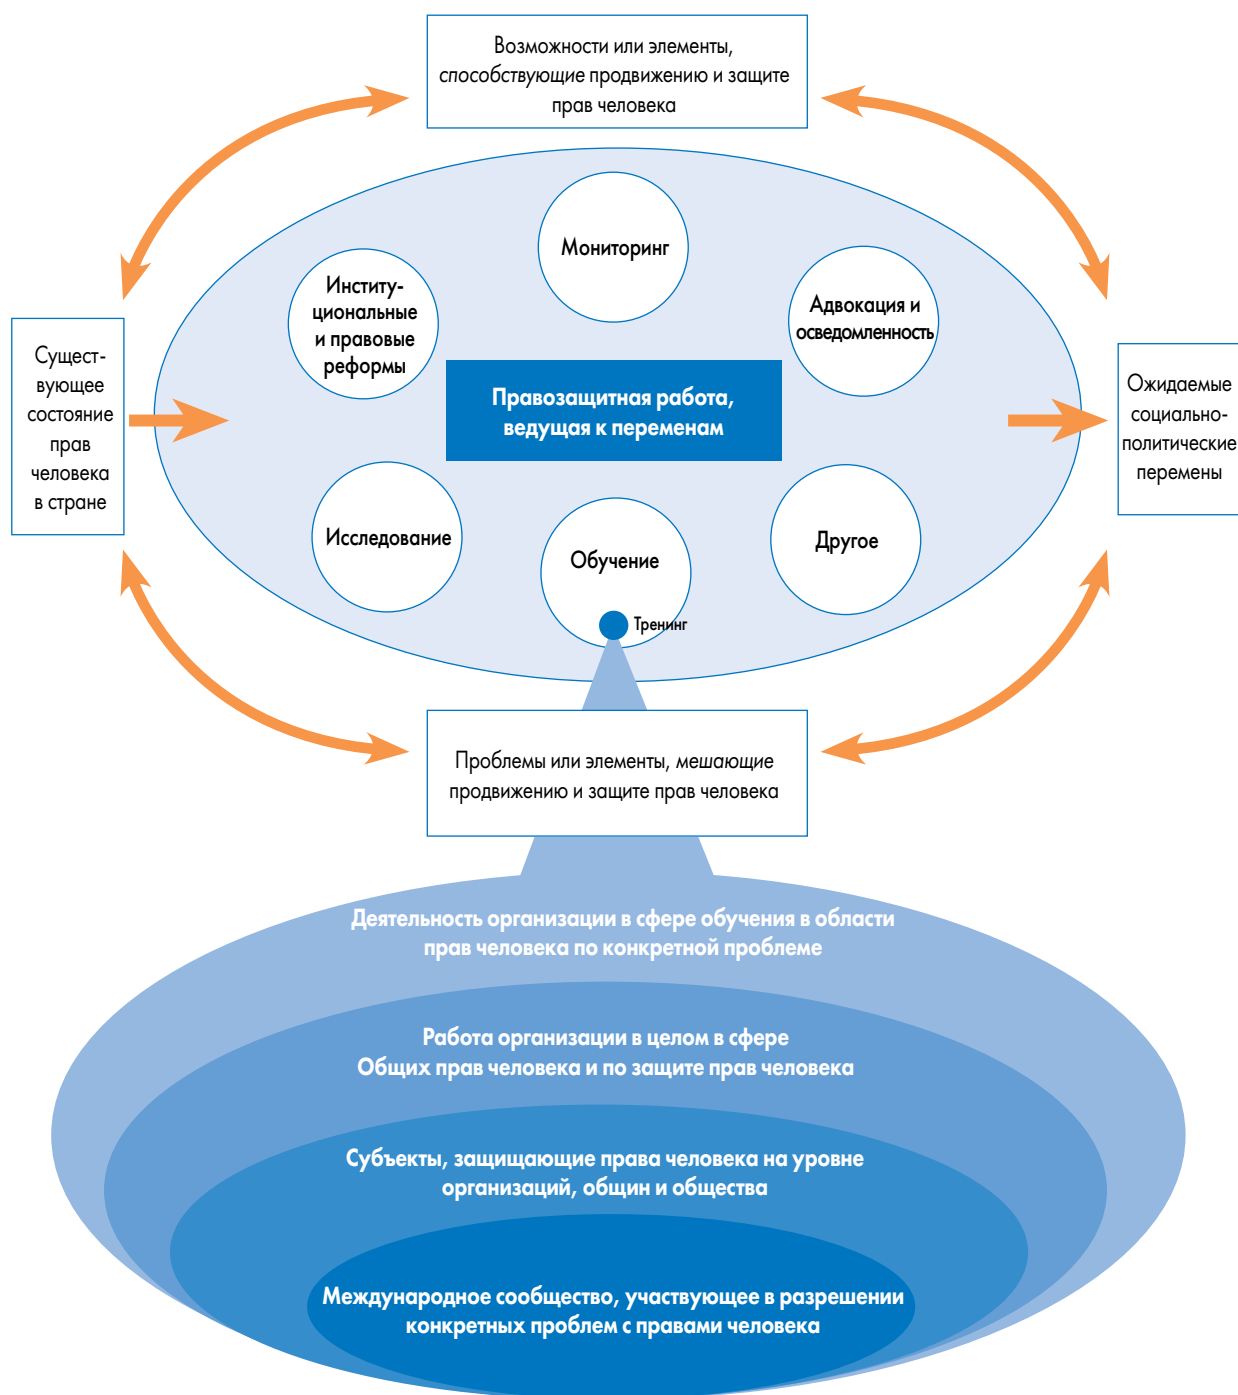 Возможности или элементы,
способствующие продвижению и защите
прав человека
Мониторинг
Институ-
циональные
и правовые
реформы
Адвокация и
осведомленность
Сущест-
вующее
состояние
прав
человека
в стране
Правозащитная работа,
ведущая к переменам
Ожидаемые
социально-
политические
перемены
Исследование
Обучение
Другое
Тренинг
Проблемы или элементы, мешающие
продвижению и защите прав человека
Деятельность организации в сфере обучения в области
прав человека по конкретной проблеме
Работа организации в целом в сфере
Общих прав человека и по защите прав человека
Субъекты, защищающие права человека на уровне
организаций, общин и общества
Международное сообщество, участвующее в разрешении
конкретных проблем с правами человека